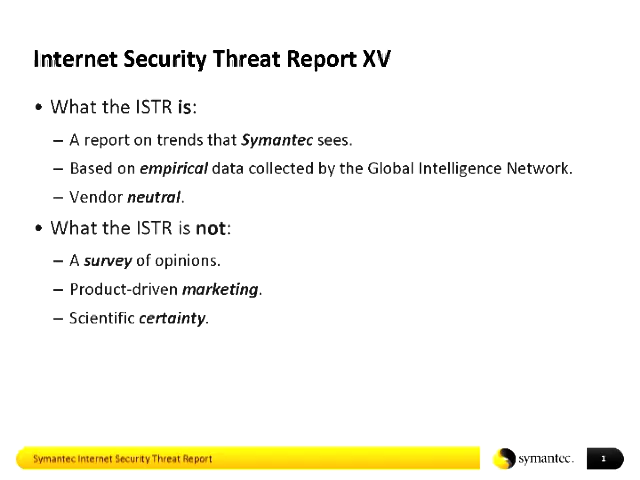 Internet Security Threat Report XV
• What the ISTR is:
– A report on trends that Symantec sees.
– Based on empirical data collected by the Global Intelligence Network.
– Vendor neutral.
• What the ISTR is not:
– A survey of opinions.
– Product-driven marketing.
– Scientific certainty.
Symantec Internet Security Threat Report
symantec.
1